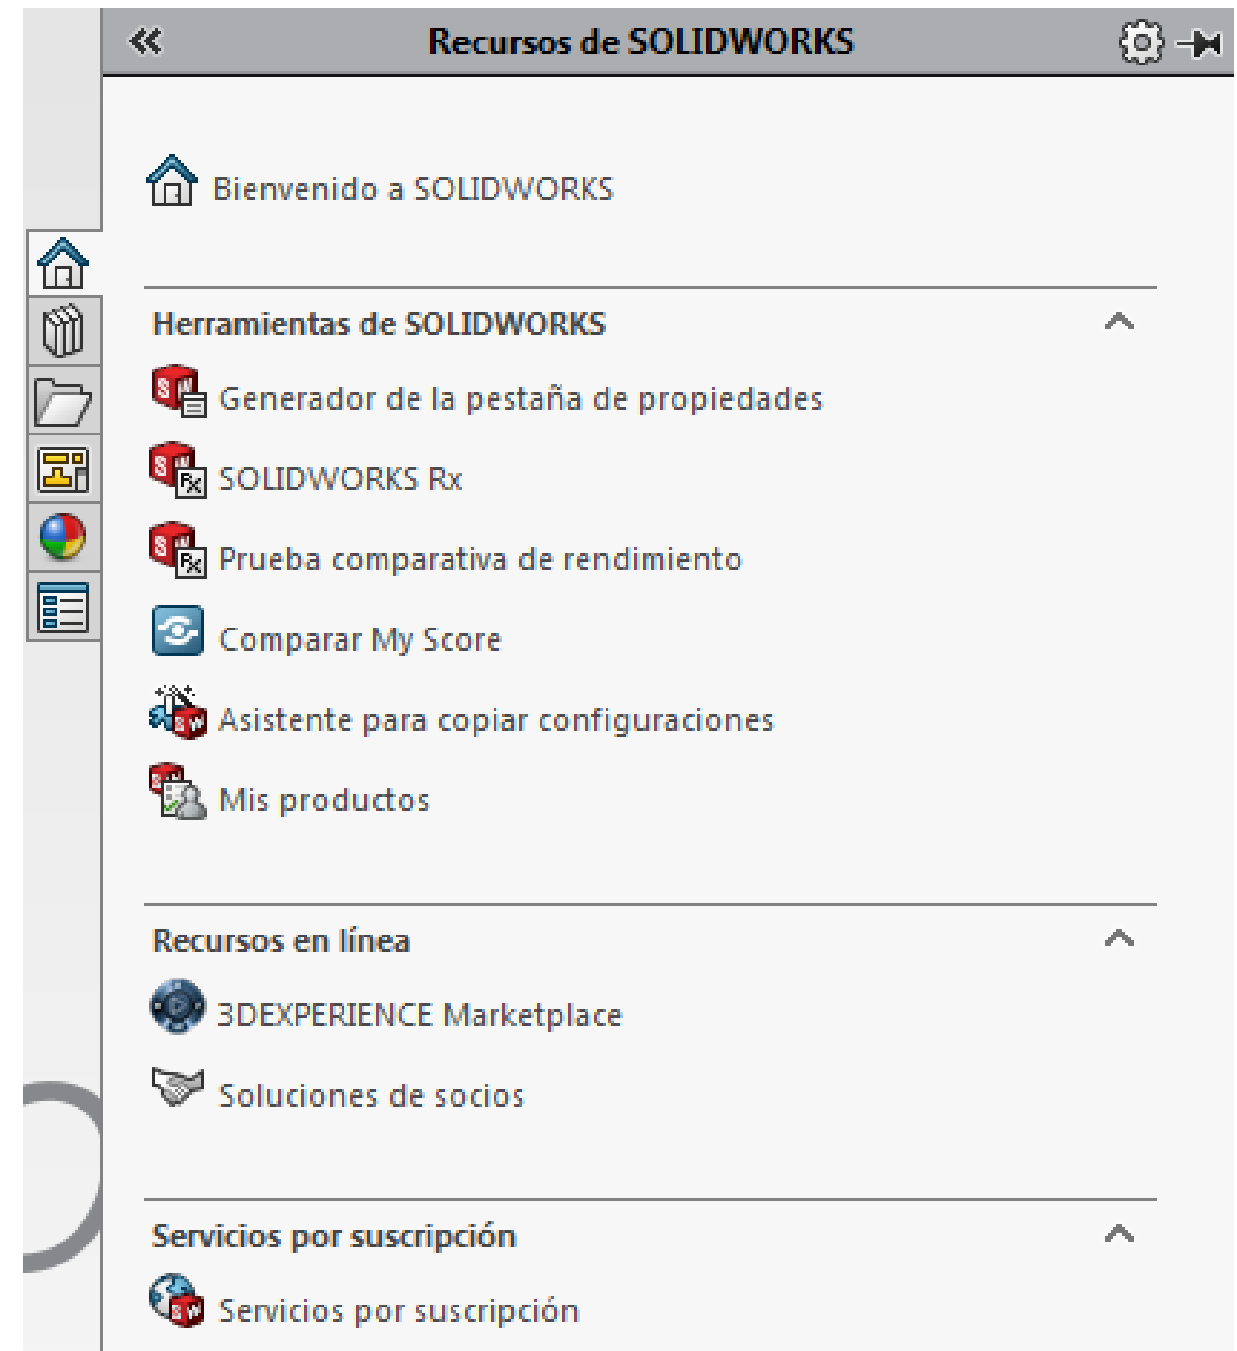 Recursos de SOLIDWORKS
Bienvenido a SOLIDWORKS
Herramientas de SOLIDWORKS
Generador de la pestaña de propiedades
SOLIDWORKS Rx
Prueba comparativa de rendimiento
Comparar My Score
Asistente para copiar configuraciones
Mis productos
Recursos en línea
3DEXPERIENCE Marketplace
Soluciones de socios
Servicios por suscripción
Servicios por suscripción